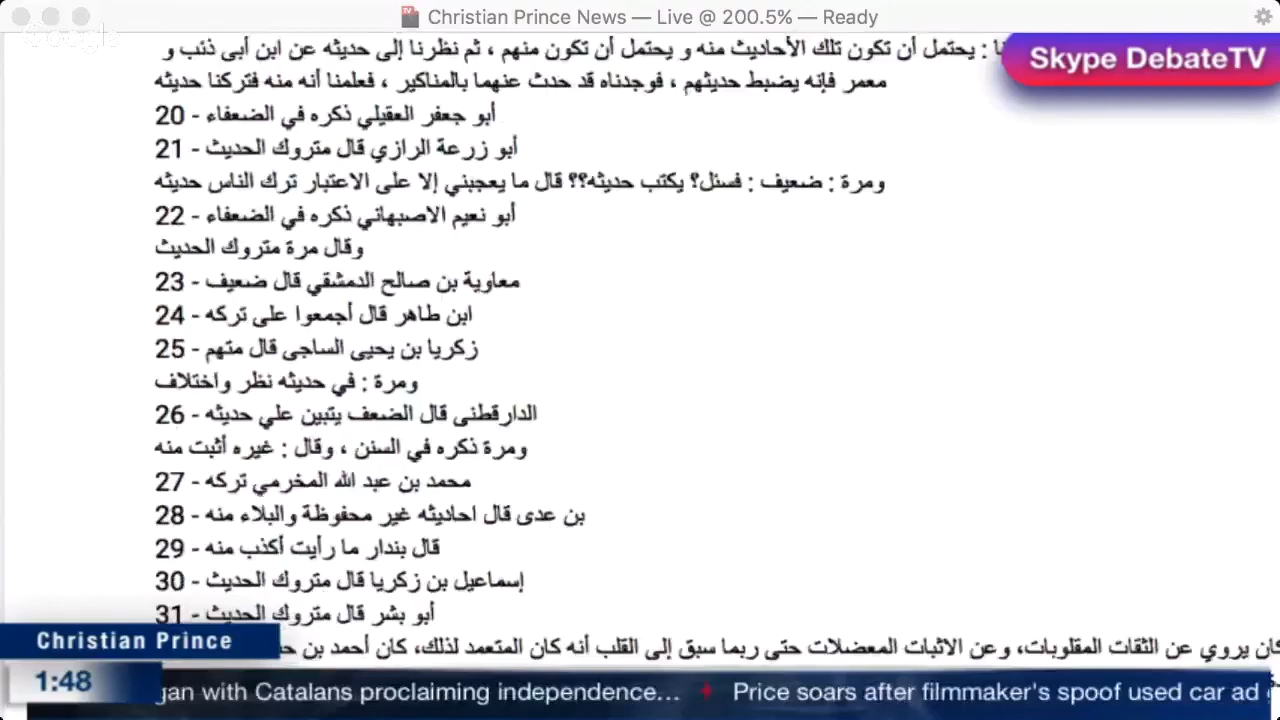 Christian Prince News — Live @ 200.5% — Ready
Google
Skype DebateTV
نا : يحتمل أن تكون تلك الأحاديث منه و يحتمل أن تكون منهم ، ثم نظرنا إلى حديثه عن ابن أبى ذئب و
معمر فإنه يضبط حديثهم ، فوجدناه قد حدث عنهما بالمناكير ، فعلمنا أنه منه فتركنا حديثه
20 - أبو جعفر العقيلي ذكره في الضعفاء
21 - أبو زرعة الرازي قال متروك الحديث
ومرة : ضعيف : فسئل؟ يكتب حديثه؟؟ قال ما يعجبني إلا على الاعتبار ترك الناس حديثه
22 - أبو نعيم الاصبهاني ذكره في الضعفاء
وقال مرة متروك الحديث
23 - معاوية بن صالح الدمشقي قال ضعيف
24 - ابن طاهر قال أجمعوا على تركه
25 - زكريا بن يحيى الساجى قال متهم
ومرة : في حديثه نظر واختلاف
26 - الدارقطنى قال الضعف يتبين علي حديثه
ومرة ذكره في السنن ، وقال : غيره أثبت منه
27 - محمد بن عبد الله المخرمي تركه
28 - بن عدى قال احاديثه غير محفوظة والبلاء منه
29 - قال بندار ما رأيت أكذب منه
30 - إسماعيل بن زكريا قال متروك الحديث
31 - أبو بشر قال متروك الحديث
كان يروي عن الثقات المقلوبات، وعن الاثبات المعضلات حتى ربما سبق إلى القلب أنه كان المتعمد لذلك، كان أحمد بن
Christian Prince
1:48
gan with Catalans proclaiming independence... Price soars after filmmaker's spoof used car ad